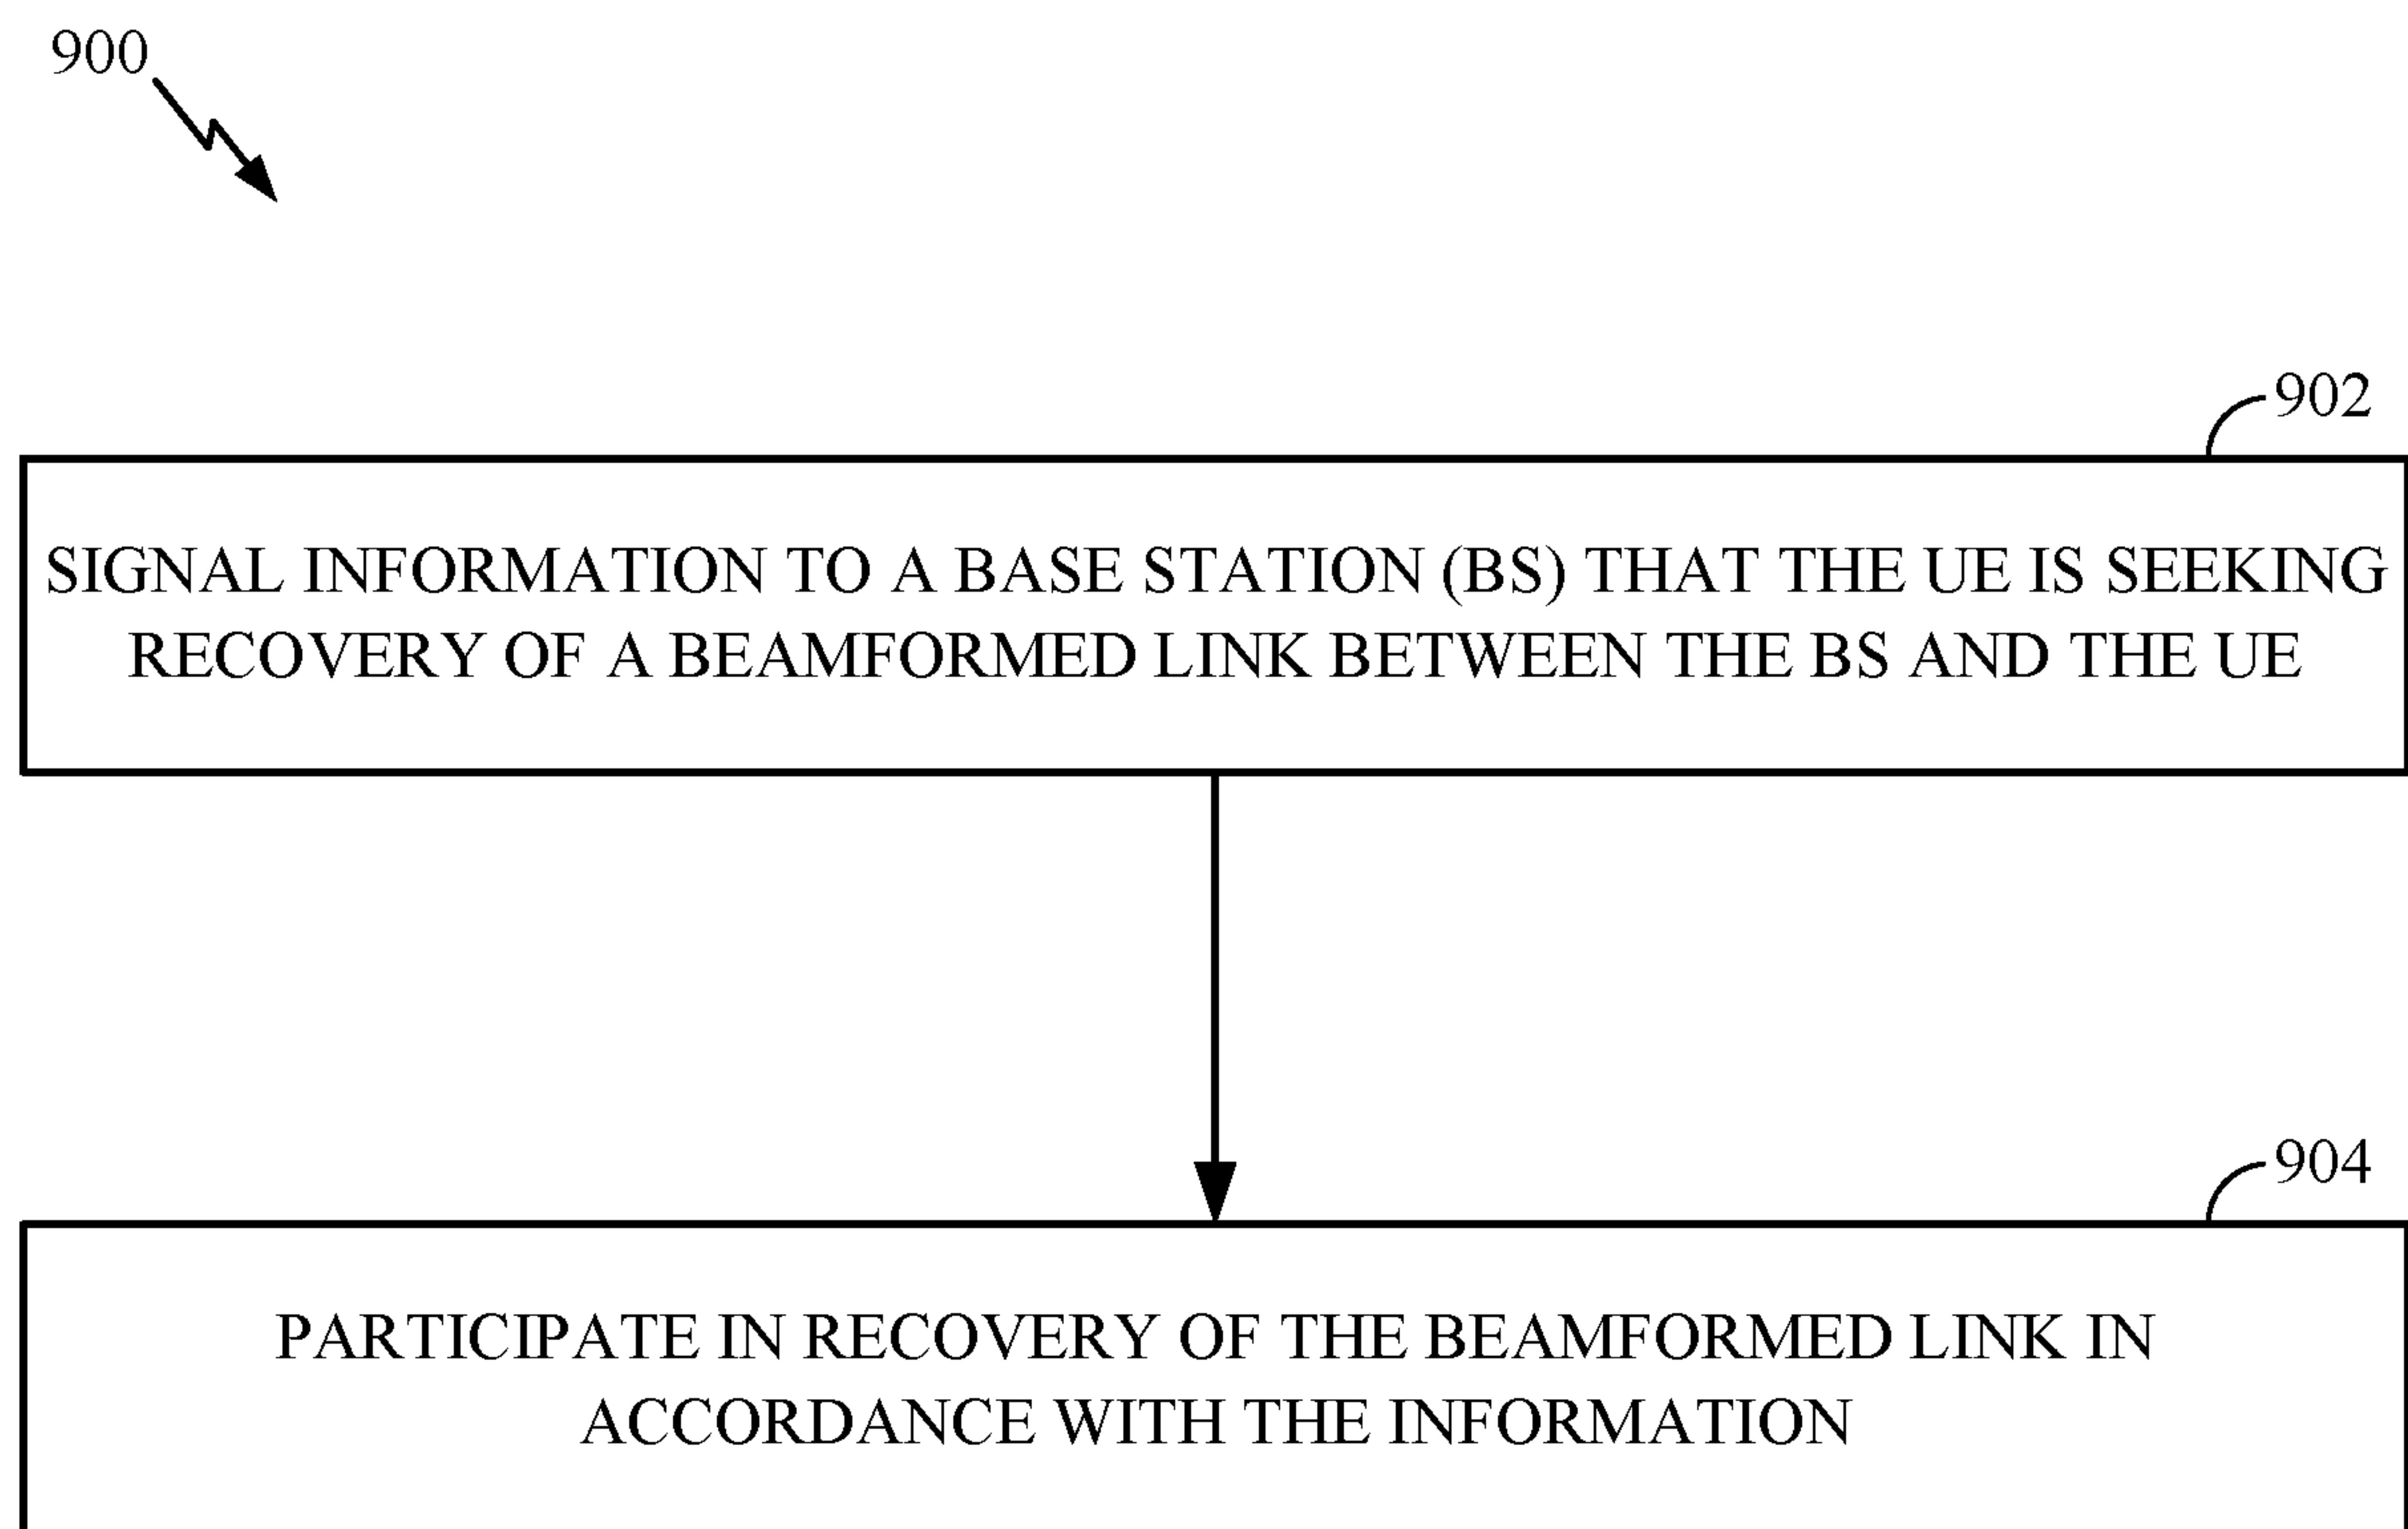 900
902
SIGNAL INFORMATION TO A BASE STATION (BS) THAT THE UE IS SEEKING
RECOVERY OF A BEAMFORMED LINK BETWEEN THE BS AND THE UE
904
PARTICIPATE IN RECOVERY OF THE BEAMFORMED LINK IN
ACCORDANCE WITH THE INFORMATION